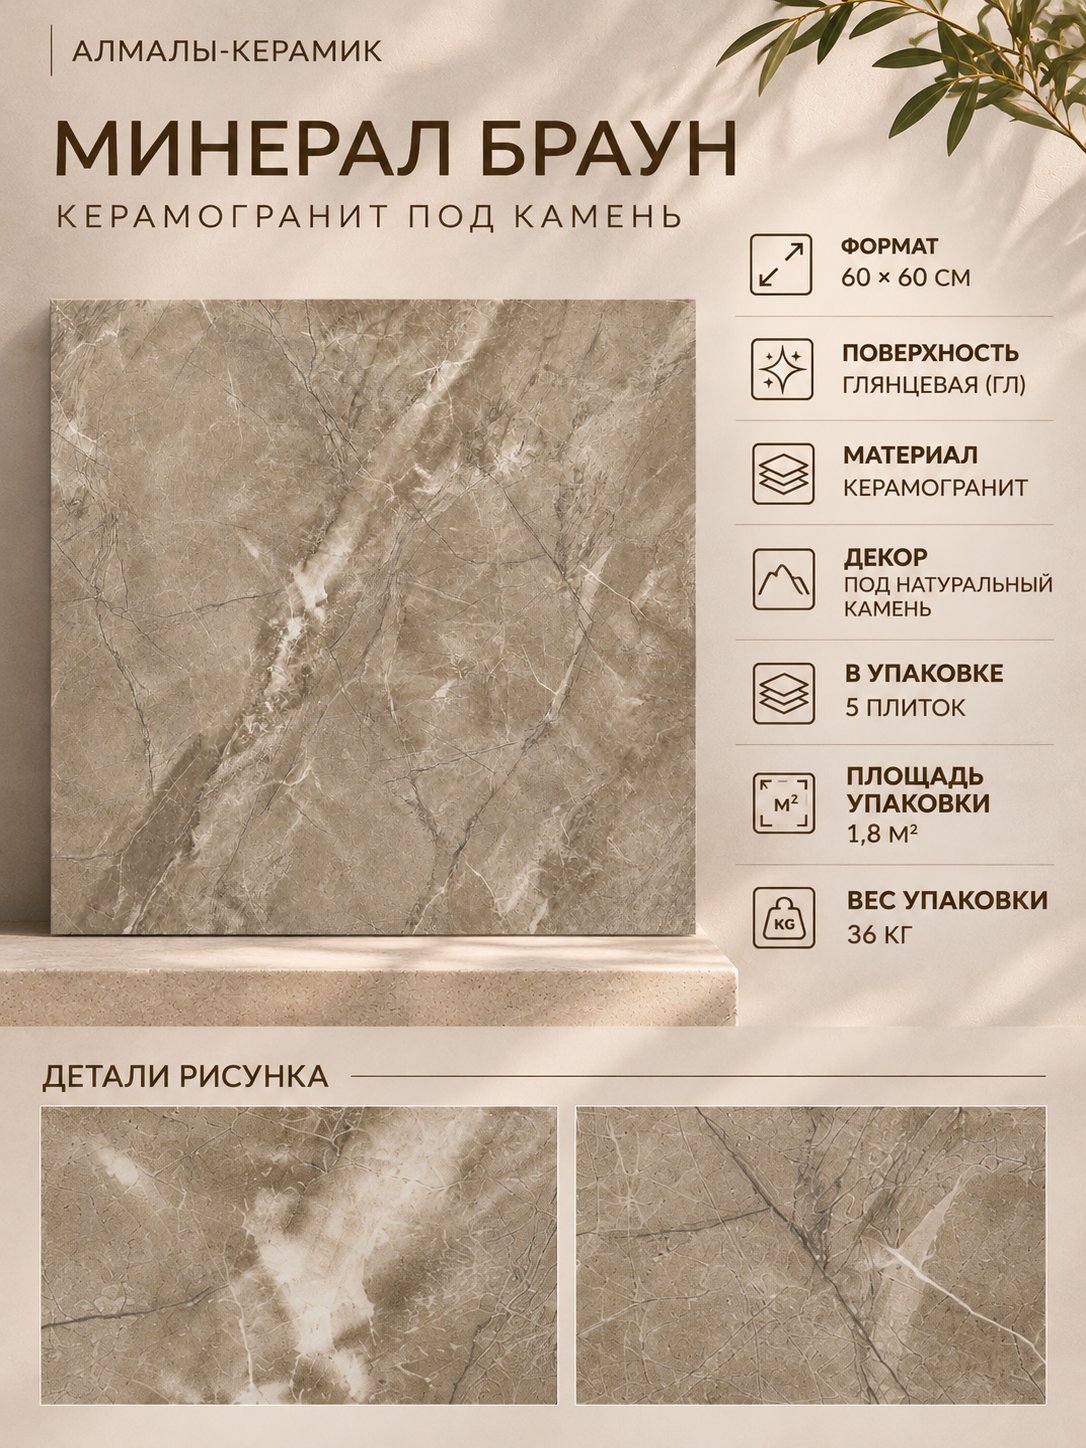 АЛМАЛЫ-КЕРАМИК
МИНЕРАЛ БРАУН
КЕРАМОГРАНИТ ПОД КАМЕНЬ
ФОРМАТ
60 × 60 СМ
ПОВЕРХНОСТЬ
ГЛЯНЦЕВАЯ (ГЛ)
МАТЕРИАЛ
КЕРАМОГРАНИТ
ДЕКОР
ПОД НАТУРАЛЬНЫЙ
КАМЕНЬ
В УПАКОВКЕ
5 ПЛИТОК
М²
ПЛОЩАДЬ
УПАКОВКИ
1,8 М²
KG
ВЕС УПАКОВКИ
36 КГ
ДЕТАЛИ РИСУНКА